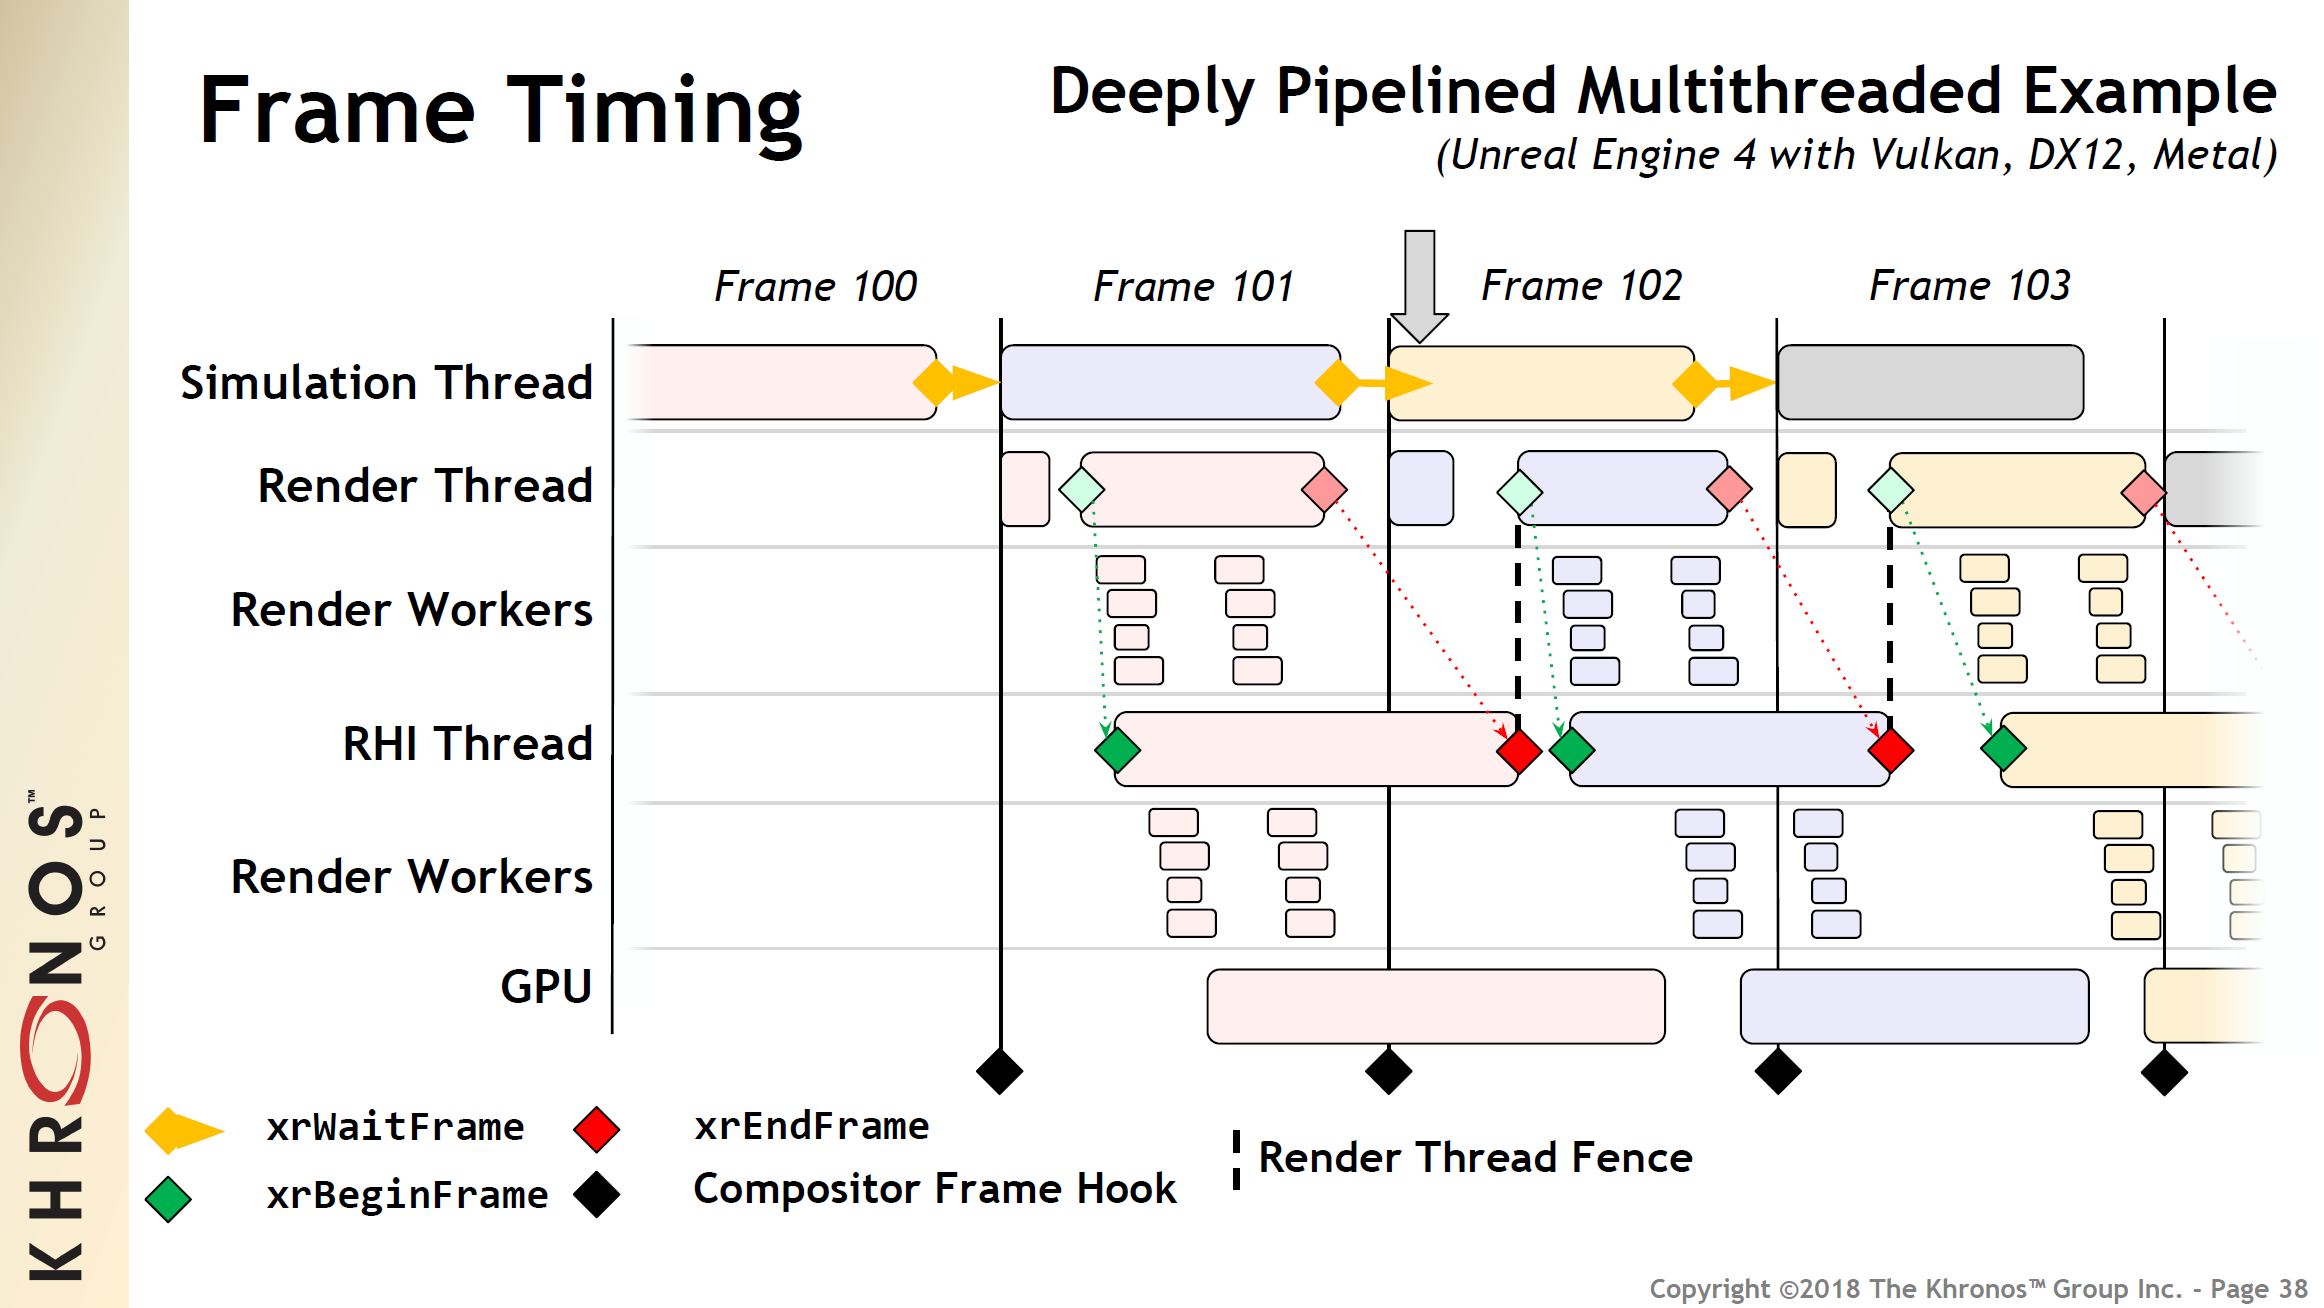 Frame Timing
Deeply Pipelined Multithreaded Example
(Unreal Engine 4 with Vulkan, DX12, Metal)
Frame 100
Frame 101
Frame 102
Frame 103
Simulation Thread
Render Thread
Render Workers
RHI Thread
Render Workers
GPU
xrWaitFrame
xrEndFrame
xrBeginFrame
Compositor Frame Hook
Render Thread Fence
KHRONOS™
GROUP
Copyright ©2018 The Khronos™ Group Inc. - Page 38